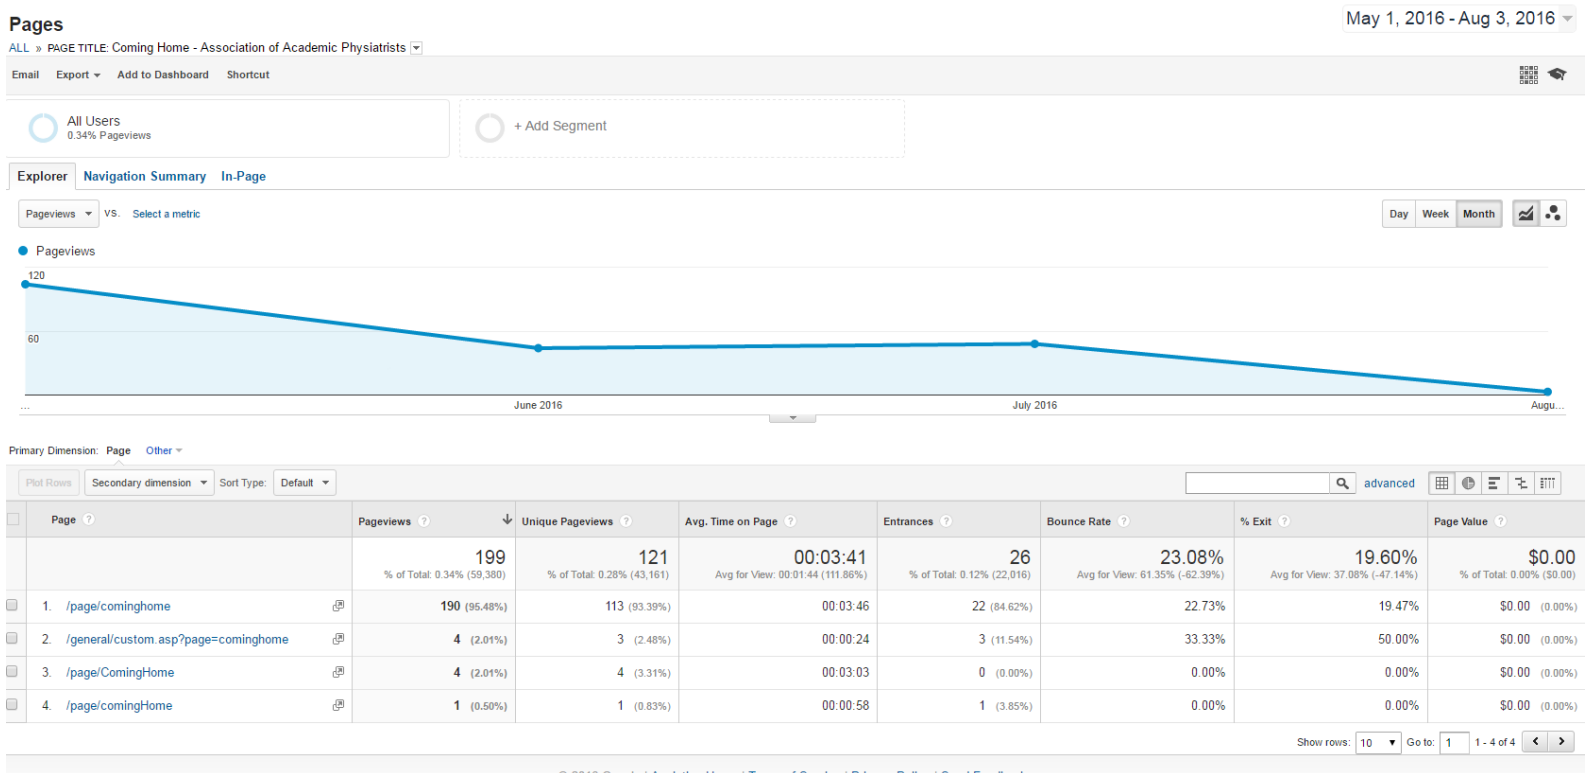 Pages
May 1, 2016 - Aug 3, 2016
ALL » PAGE TITLE: Coming Home - Association of Academic Physiatrists
Email Export Add to Dashboard Shortcut
All Users
0.34% Pageviews
+ Add Segment
Explorer Navigation Summary In-Page
Pageviews VS. Select a metric
Day Week Month
Pageviews
120
60
... June 2016 July 2016 Augu...
Primary Dimension: Page Other
Plot Rows Secondary dimension Sort Type: Default advanced
Page ? Pageviews ? Unique Pageviews ? Avg. Time on Page ? Entrances ? Bounce Rate ? % Exit ? Page Value ?
199 121 00:03:41 26 23.08% 19.60% $0.00
% of Total: 0.34% (59,380) % of Total: 0.28% (43,161) Avg for View: 00:01:44 (111.86%) % of Total: 0.12% (22,016) Avg for View: 61.35% (-62.39%) Avg for View: 37.08% (-47.14%) % of Total: 0.00% ($0.00)
1. /page/cominghome 190 (95.48%) 113 (93.39%) 00:03:46 22 (84.62%) 22.73% 19.47% $0.00 (0.00%)
2. /general/custom.asp?page=cominghome 4 (2.01%) 3 (2.48%) 00:00:24 3 (11.54%) 33.33% 50.00% $0.00 (0.00%)
3. /page/ComingHome 4 (2.01%) 4 (3.31%) 00:03:03 0 (0.00%) 0.00% 0.00% $0.00 (0.00%)
4. /page/comingHome 1 (0.50%) 1 (0.83%) 00:00:58 1 (3.85%) 0.00% 0.00% $0.00 (0.00%)
Show rows: 10 Go to: 1 1 - 4 of 4